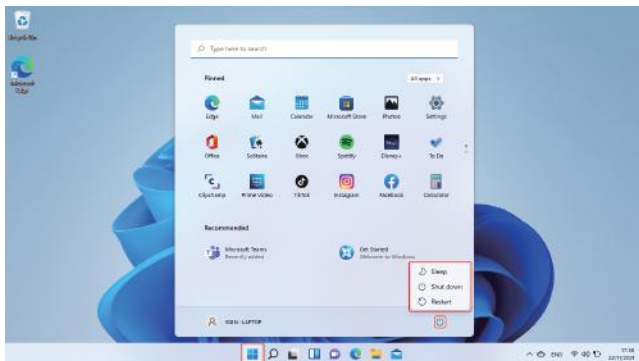 Recycle Bin
Microsoft Edge
Type here to search
Pinned
All apps >
Edge
Mail
Calendar
Microsoft Store
Photos
Settings
Office
Solitaire
Xbox
Spotify
Disney+
To Do
Clipchamp
Prime Video
TikTok
Instagram
Facebook
Calculator
Recommended
Microsoft Teams
Recently added
Get Started
Welcome to Windows
Sleep
Shut down
Restart
LAPTOP
ENG